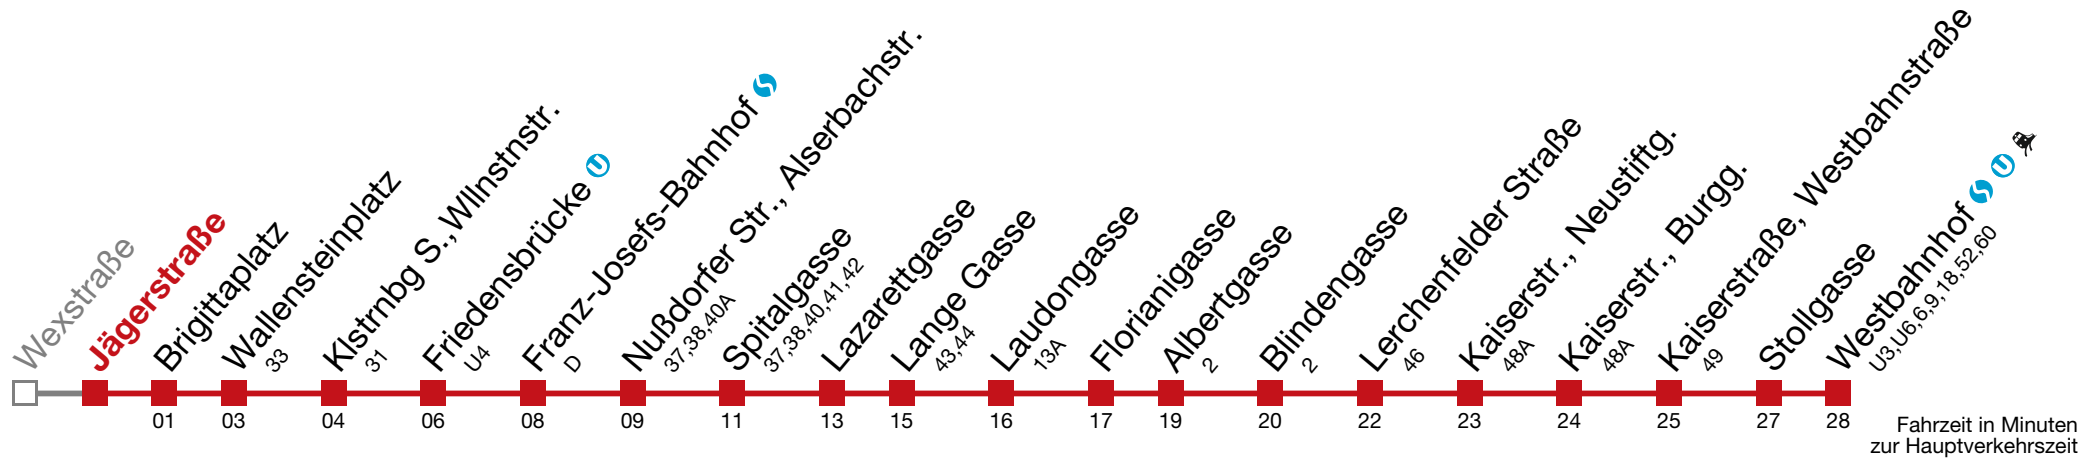 Wexstraße
Jägerstraße
Brigittaplatz
Wallensteinplatz
33
Klstrnbg S.,Wllnstnstr.
31
Friedensbrücke U
U4
Franz-Josefs-Bahnhof S
D
Nußdorfer Str., Alserbachstr.
37,38,40A
Spitalgasse
37,38,40,41,42
Lazarettgasse
Lange Gasse
43,44
Laudongasse
13A
Florianigasse
Albertgasse
2
Blindengasse
2
Lerchenfelder Straße
46
Kaiserstr., Neustiftg.
48A
Kaiserstr., Burgg.
48A
Kaiserstraße, Westbahnstraße
49
Stollgasse
Westbahnhof S U
U3,U6,6,9,18,52,60
01 03 04 06 08 09 11 13 15 16 17 19 20 22 23 24 25 27 28
Fahrzeit in Minuten
zur Hauptverkehrszeit